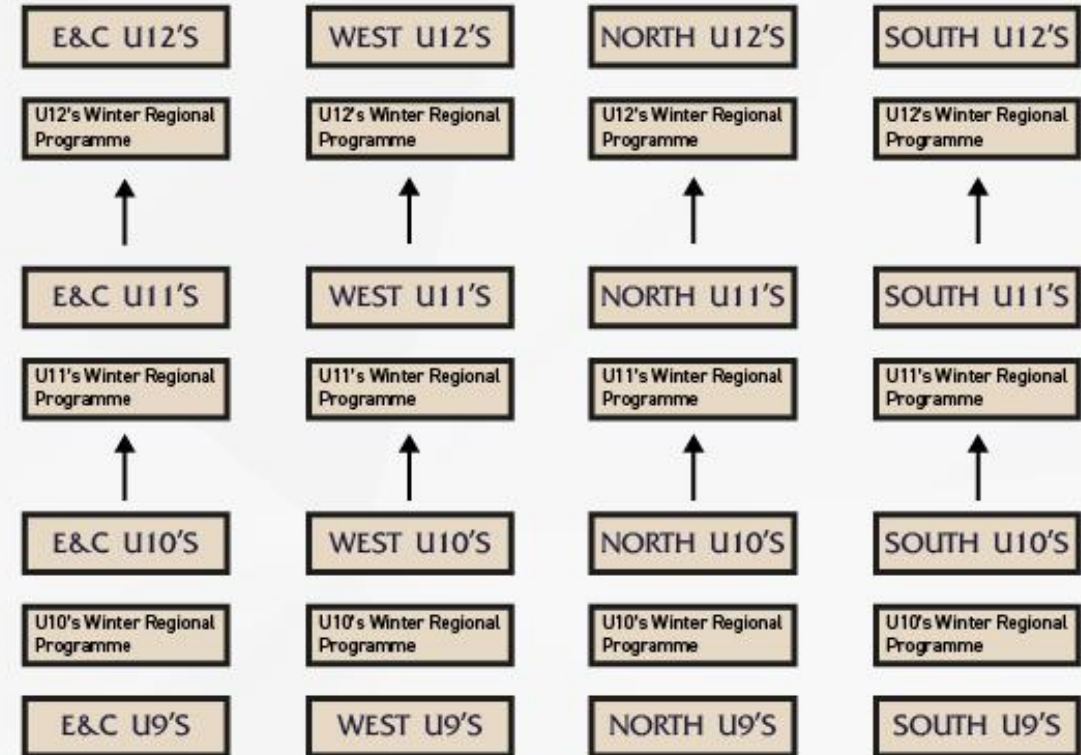 E&C U12'S
WEST U12'S
NORTH U12'S
SOUTH U12'S
U12's Winter Regional
Programme
U12's Winter Regional
Programme
U12's Winter Regional
Programme
U12's Winter Regional
Programme
E&C U11'S
WEST U11'S
NORTH U11'S
SOUTH U11'S
U11's Winter Regional
Programme
U11's Winter Regional
Programme
U11's Winter Regional
Programme
U11's Winter Regional
Programme
E&C U10'S
WEST U10'S
NORTH U10'S
SOUTH U10'S
U10's Winter Regional
Programme
U10's Winter Regional
Programme
U10's Winter Regional
Programme
U10's Winter Regional
Programme
E&C U9'S
WEST U9'S
NORTH U9'S
SOUTH U9'S